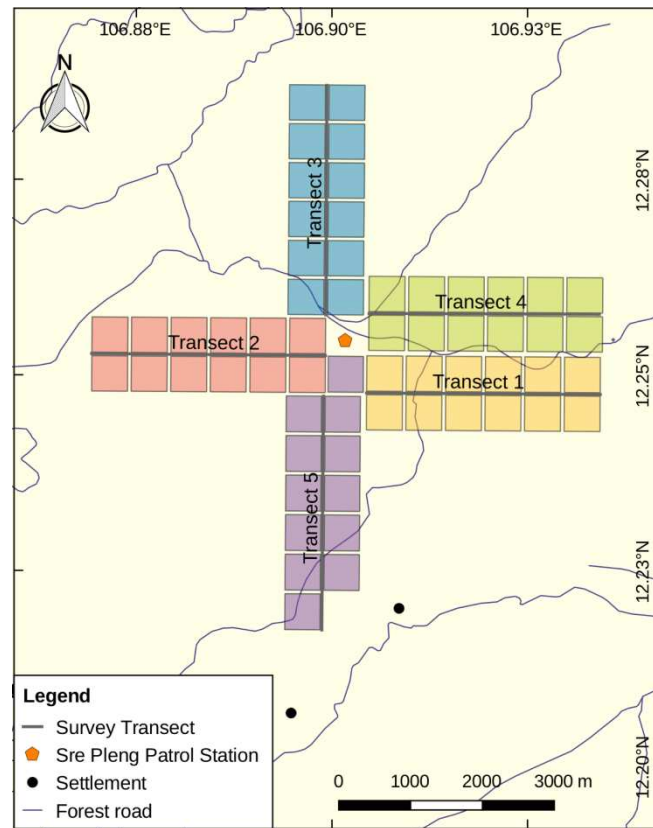 106.88°E 106.90°E 106.93°E
N
12.28°N
Transect 3
Transect 4
Transect 2
12.25°N
Transect 1
Transect 5
12.23°N
Legend
Survey Transect
Sre Pleng Patrol Station
Settlement
Forest road
0 1000 2000 3000 m
12.20°N